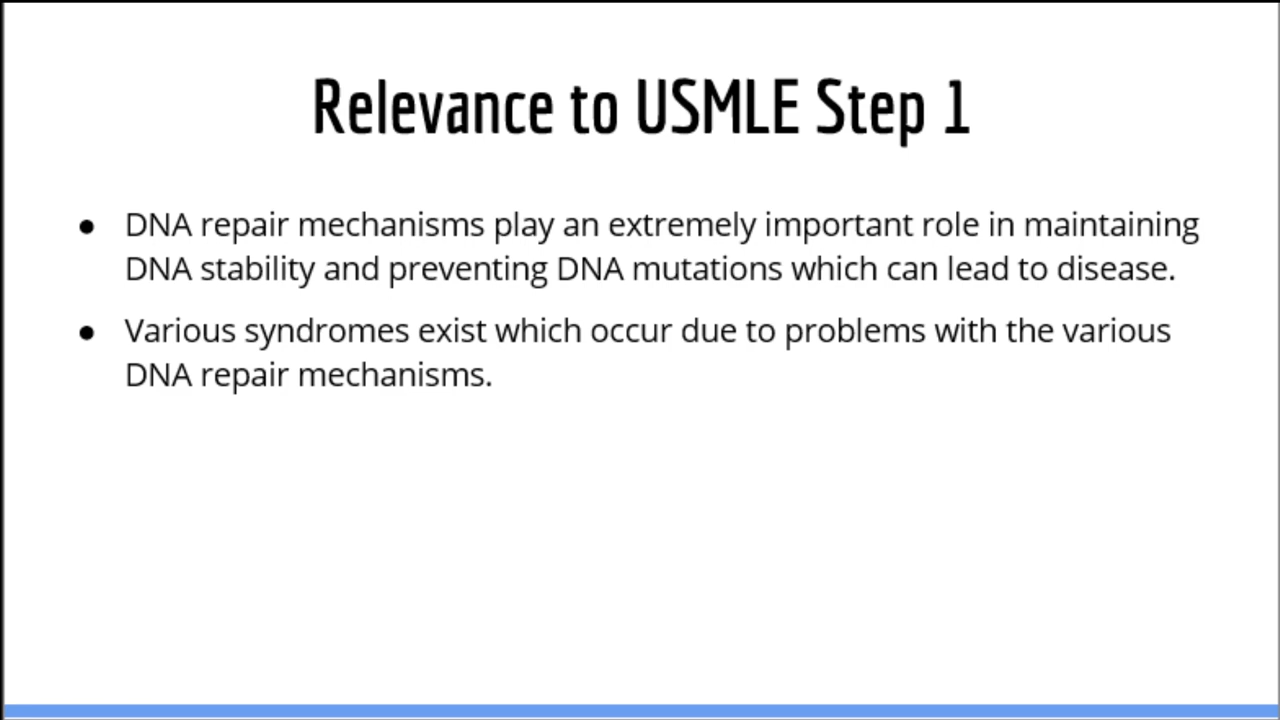 Relevance to USMLE Step 1
● DNA repair mechanisms play an extremely important role in maintaining
DNA stability and preventing DNA mutations which can lead to disease.
● Various syndromes exist which occur due to problems with the various
DNA repair mechanisms.